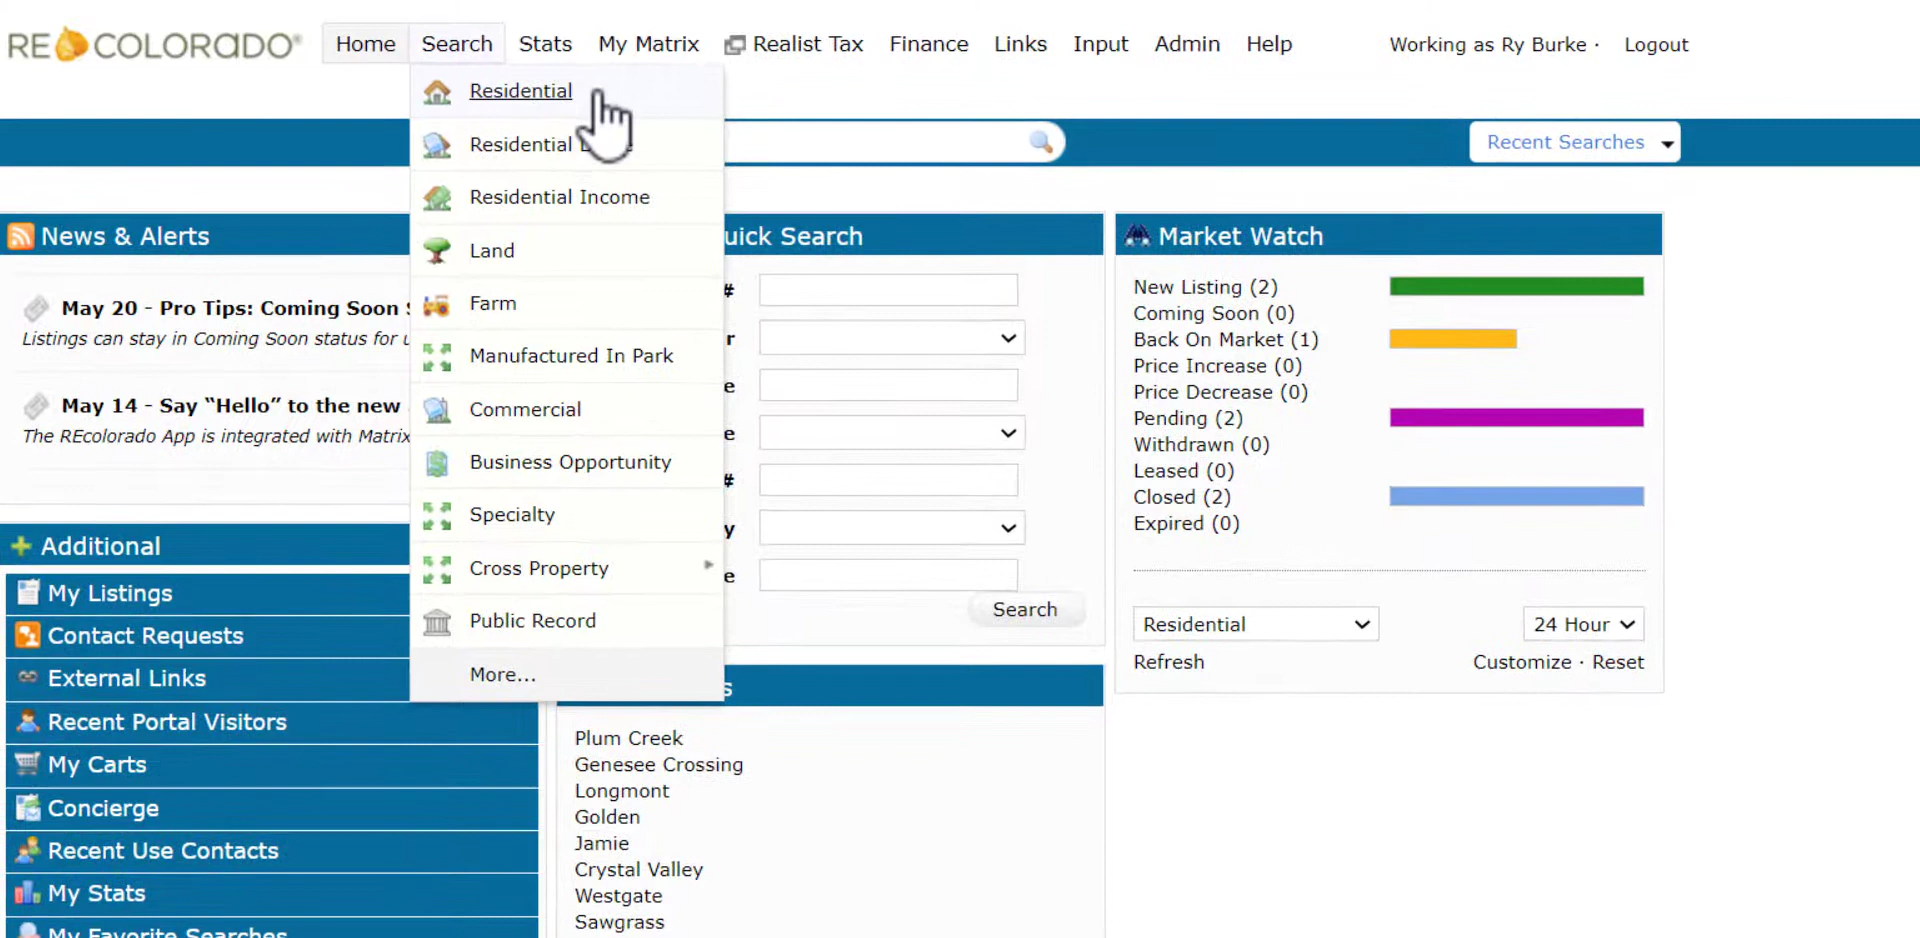 RECOLORADO®
Home Search Stats My Matrix Realist Tax Finance Links Input Admin Help
Working as Ry Burke · Logout
Residential
Residential
Residential Income
Land
Farm
Manufactured In Park
Commercial
Business Opportunity
Specialty
Cross Property
Public Record
More...
Recent Searches
News & Alerts
May 20 - Pro Tips: Coming Soon
Listings can stay in Coming Soon status for
May 14 - Say “Hello” to the new
The REcolorado App is integrated with Matrix
Additional
My Listings
Contact Requests
External Links
Recent Portal Visitors
My Carts
Concierge
Recent Use Contacts
My Stats
My Favorite Searches
uick Search
#
r
e
e
#
y
e
Search
s
Plum Creek
Genesee Crossing
Longmont
Golden
Jamie
Crystal Valley
Westgate
Sawgrass
Market Watch
New Listing (2)
Coming Soon (0)
Back On Market (1)
Price Increase (0)
Price Decrease (0)
Pending (2)
Withdrawn (0)
Leased (0)
Closed (2)
Expired (0)
Residential 24 Hour
Refresh Customize · Reset